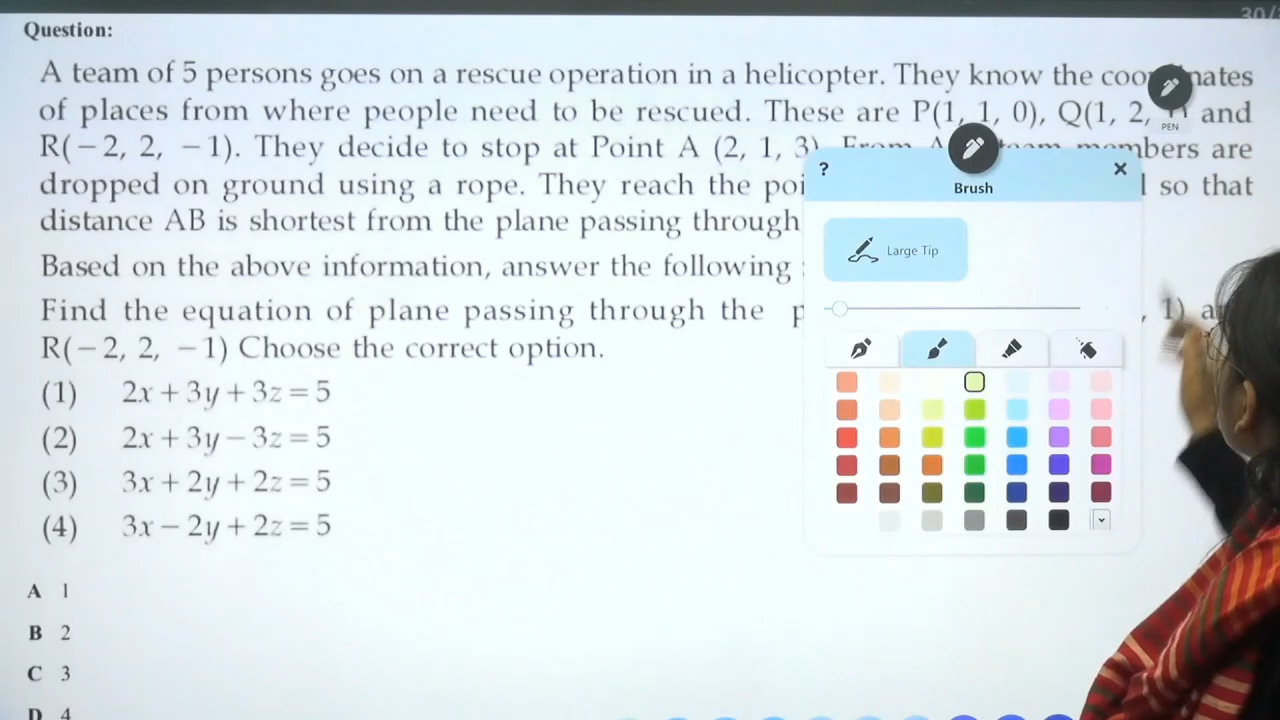 30/
Question:
A team of 5 persons goes on a rescue operation in a helicopter. They know the nates
of places from where people need to be rescued. These are P(1, 1, 0), Q(1, 2, and
PEN
R(−2, 2, −1). They decide to stop at Point A (2, 1, 3). From A members are
dropped on ground using a rope. They reach the so that
distance AB is shortest from the plane passing through
Based on the above information, answer the following
Find the equation of plane passing through the , 1)
R(−2, 2, −1) Choose the correct option.
(1) 2x + 3y + 3z = 5
(2) 2x + 3y − 3z = 5
(3) 3x + 2y + 2z = 5
(4) 3x − 2y + 2z = 5
A 1
B 2
C 3
D 4
?
Brush
Large Tip